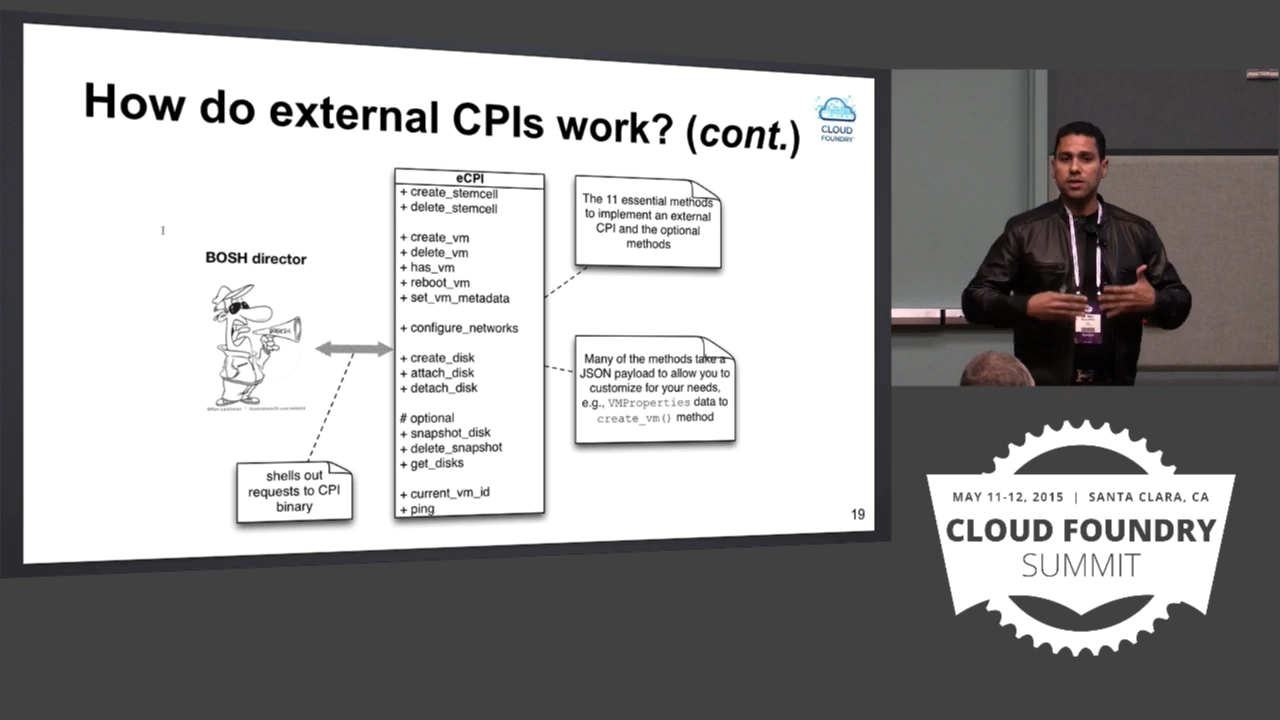 How do external CPIs work? (cont.)
CLOUD
FOUNDRY
eCPI
+ create_stemcell
+ delete_stemcell
+ create_vm
+ delete_vm
+ has_vm
+ reboot_vm
+ set_vm_metadata
+ configure_networks
+ create_disk
+ attach_disk
+ detach_disk
# optional
+ snapshot_disk
+ delete_snapshot
+ get_disks
+ current_vm_id
+ ping
The 11 essential methods
to implement an external
CPI and the optional
methods
BOSH director
Many of the methods take a
JSON payload to allow you to
customize for your needs,
e.g., VMProperties data to
create_vm() method
shells out
requests to CPI
binary
19
MAY 11-12, 2015 | SANTA CLARA, CA
CLOUD FOUNDRY
SUMMIT